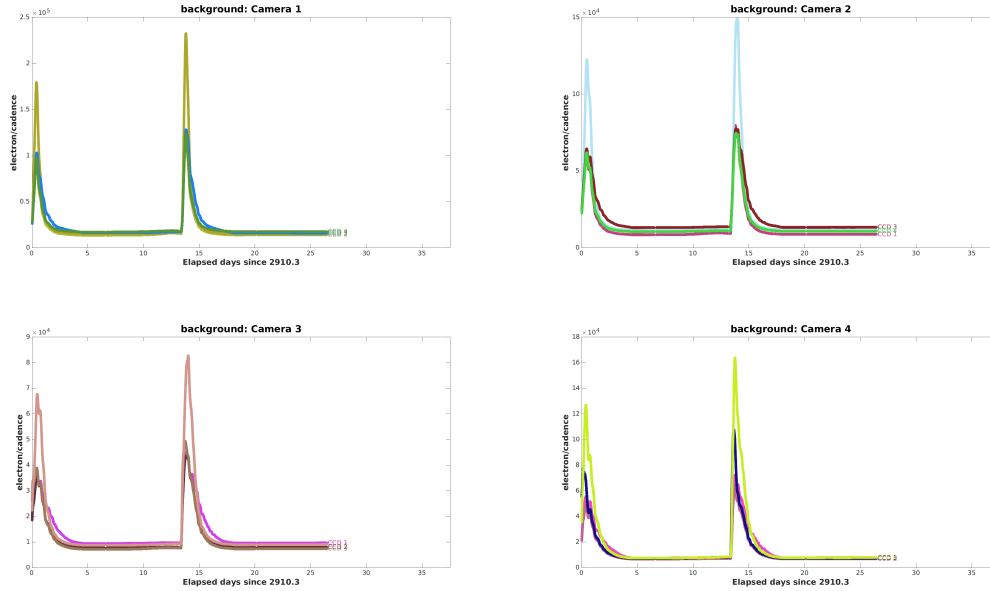 background: Camera 1
×10^5
2.5
2
1.5
1
0.5
0
electron/cadence
0 5 10 15 20 25 30 35
Elapsed days since 2910.3
background: Camera 2
×10^4
15
10
5
0
electron/cadence
CCD 3
0 5 10 15 20 25 30 35
Elapsed days since 2910.3
background: Camera 3
×10^4
9
8
7
6
5
4
3
2
1
0
electron/cadence
CCD 1
0 5 10 15 20 25 30 35
Elapsed days since 2910.3
background: Camera 4
×10^4
18
16
14
12
10
8
6
4
2
0
electron/cadence
0 5 10 15 20 25 30 35
Elapsed days since 2910.3